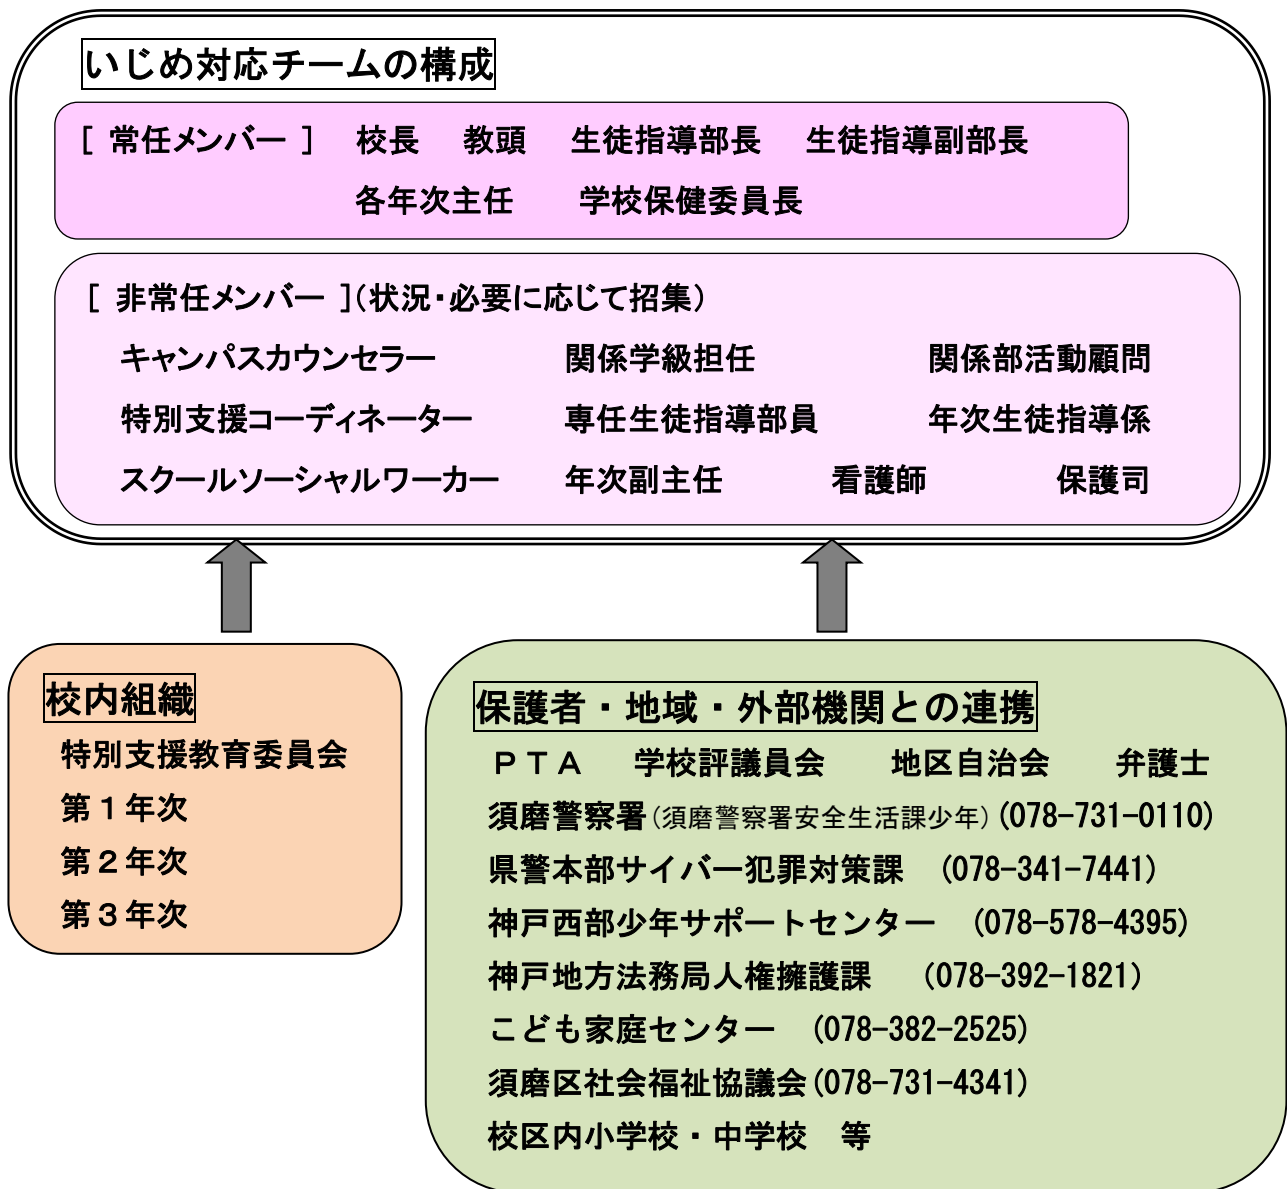 いじめ対応チームの構成
[ 常任メンバー ] 校長 教頭 生徒指導部長 生徒指導副部長
各年次主任 学校保健委員長
[ 非常任メンバー ](状況・必要に応じて招集)
キャンパスカウンセラー 関係学級担任 関係部活動顧問
特別支援コーディネーター 専任生徒指導部員 年次生徒指導係
スクールソーシャルワーカー 年次副主任 看護師 保護司
校内組織
特別支援教育委員会
第1年次
第2年次
第3年次
保護者・地域・外部機関との連携
PTA 学校評議員会 地区自治会 弁護士
須磨警察署(須磨警察署安全生活課少年)(078-731-0110)
県警本部サイバー犯罪対策課 (078-341-7441)
神戸西部少年サポートセンター (078-578-4395)
神戸地方法務局人権擁護課 (078-392-1821)
こども家庭センター (078-382-2525)
須磨区社会福祉協議会(078-731-4341)
校区内小学校・中学校 等